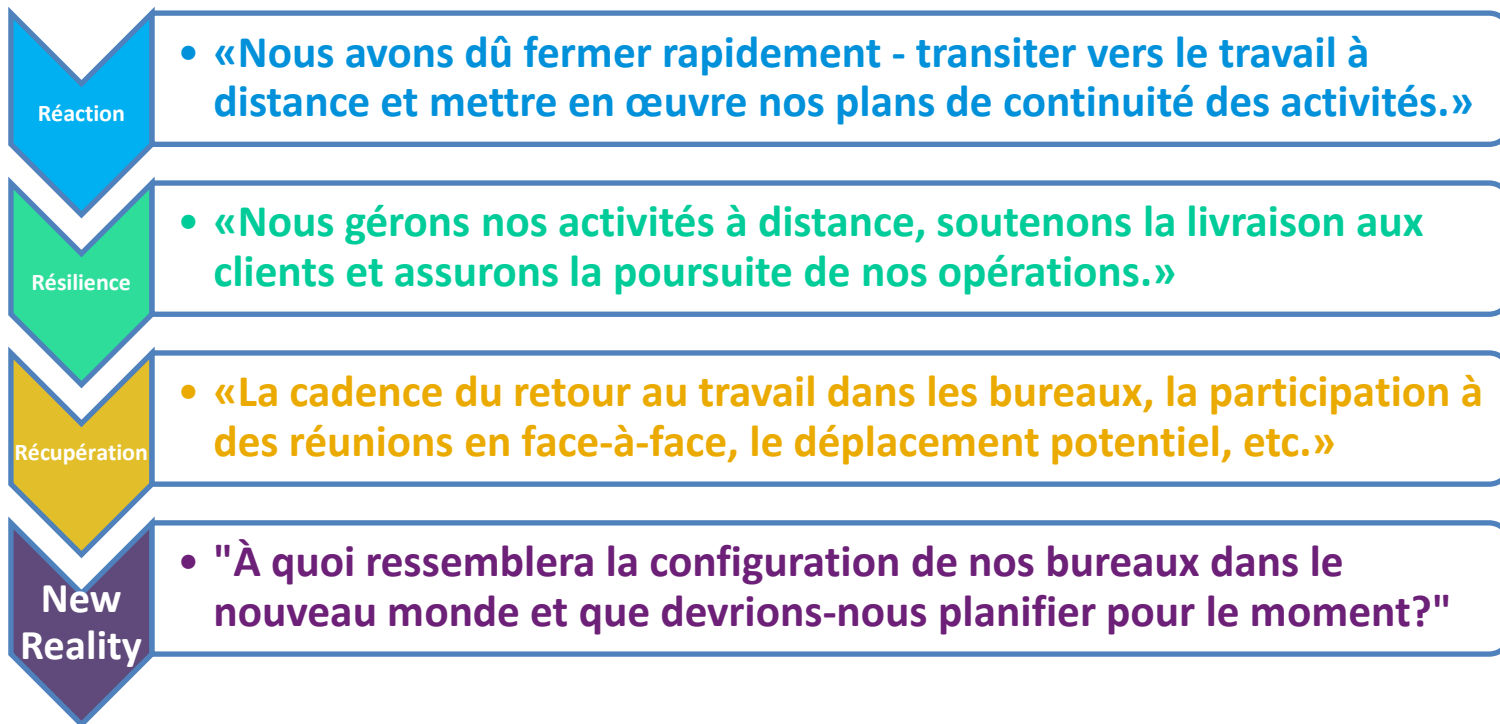 Réaction
• «Nous avons dû fermer rapidement - transiter vers le travail à
distance et mettre en œuvre nos plans de continuité des activités.»
Résilience
• «Nous gérons nos activités à distance, soutenons la livraison aux
clients et assurons la poursuite de nos opérations.»
Récupération
• «La cadence du retour au travail dans les bureaux, la participation à
des réunions en face-à-face, le déplacement potentiel, etc.»
New
Reality
• "À quoi ressemblera la configuration de nos bureaux dans le
nouveau monde et que devrions-nous planifier pour le moment?"